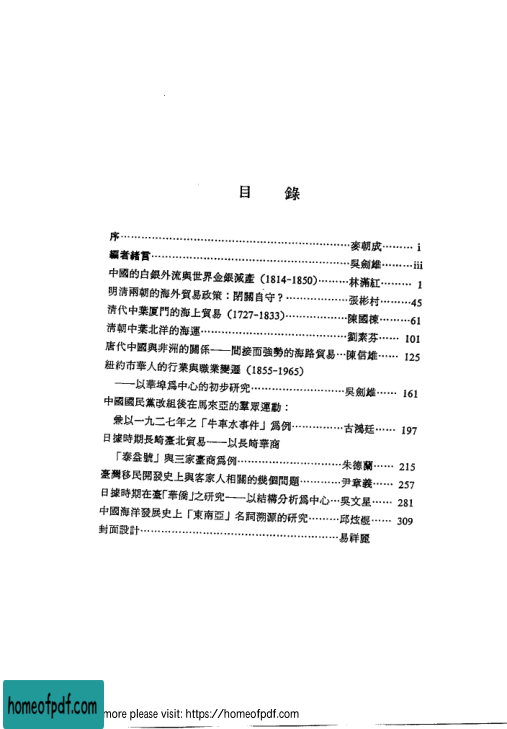 目 錄
序……………………………………………………麥朝成……… i
編者緒言……………………………………………吳劍雄………iii
中國的白銀外流與世界金銀減產(1814-1850)………林滿紅……… 1
明清兩朝的海外貿易政策:閉關自守?………………張彬村………45
清代中葉厦門的海上貿易(1727-1833)………………陳國棟………61
清朝中葉北洋的海運…………………………………劉素芬…… 101
唐代中國與非洲的關係——間接而強勢的海路貿易…陳信雄…… 125
紐約市華人的行業與職業變遷(1855-1965)
——以華埠爲中心的初步研究……………………吳劍雄…… 161
中國國民黨改組後在馬來亞的羣眾運動:
兼以一九二七年之「牛車水事件」爲例……………古鴻廷…… 197
日據時期長崎臺北貿易——以長崎華商
「泰益號」與三家臺商爲例………………………朱德蘭…… 215
臺灣移民開發史上與客家人相關的幾個問題…………尹章義…… 257
日據時期在臺「華僑」之研究——以結構分析爲中心…吳文星…… 281
中國海洋發展史上「東南亞」名詞溯源的研究………邱炫煜…… 309
封面設計………………………………………………易祥麗
homeofpdf.com
more please visit: https://homeofpdf.com